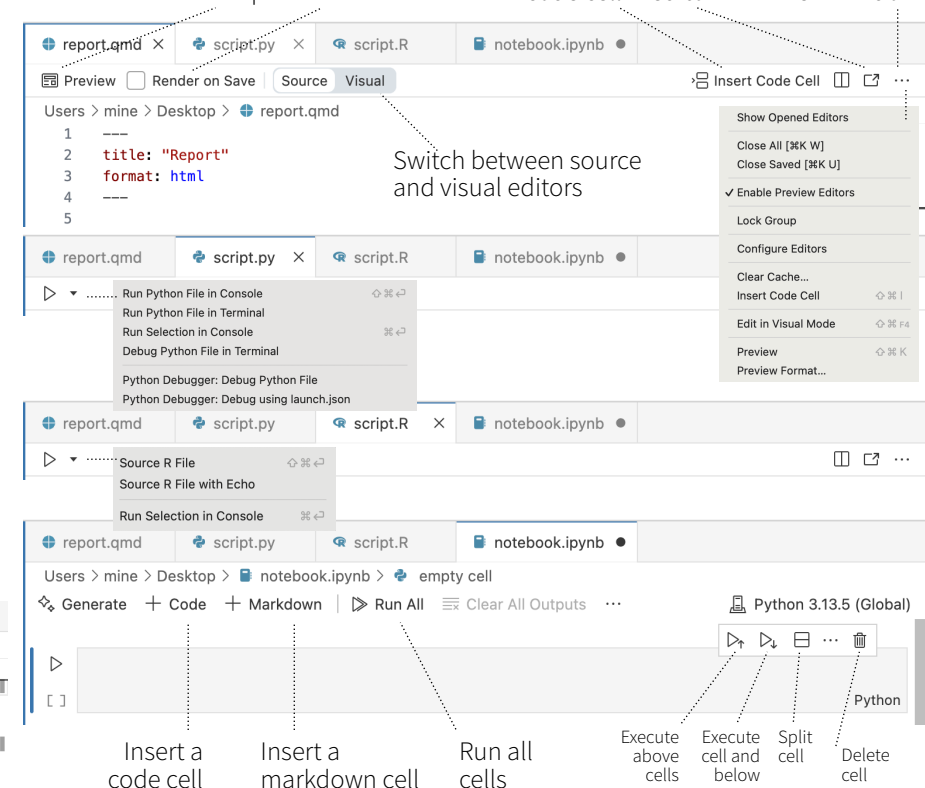 report.qmd × script.py × script.R notebook.ipynb ●
Preview Render on Save Source Visual Insert Code Cell ···
Users > mine > Desktop > report.qmd
1 ---
2 title: "Report"
3 format: html
4 ---
5
Switch between source
and visual editors
Show Opened Editors
Close All [⌘K W]
Close Saved [⌘K U]
✓ Enable Preview Editors
Lock Group
Configure Editors
Clear Cache...
Insert Code Cell ⇧⌘ I
Edit in Visual Mode ⇧⌘ F4
Preview ⇧⌘ K
Preview Format...
report.qmd script.py × script.R notebook.ipynb ●
Run Python File in Console ⇧⌘⏎
Run Python File in Terminal
Run Selection in Console ⌘⏎
Debug Python File in Terminal
Python Debugger: Debug Python File
Python Debugger: Debug using launch.json
report.qmd script.py script.R × notebook.ipynb ●
Source R File ⇧⌘⏎
Source R File with Echo
Run Selection in Console ⌘⏎
report.qmd script.py script.R notebook.ipynb ●
Users > mine > Desktop > notebook.ipynb > empty cell
Generate + Code + Markdown Run All Clear All Outputs ··· Python 3.13.5 (Global)
[ ] Python
Insert a
code cell
Insert a
markdown cell
Run all
cells
Execute
above
cells
Execute
cell and
below
Split
cell
Delete
cell